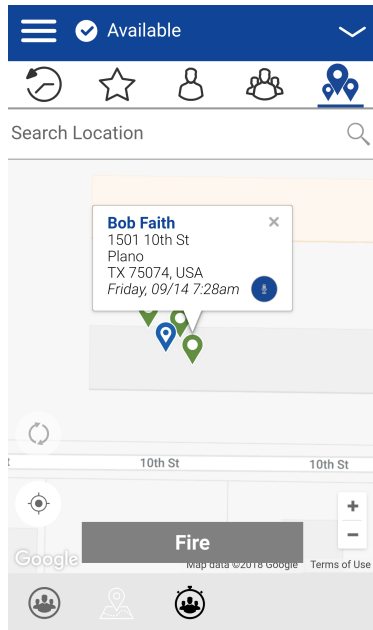 Available
Search Location
Bob Faith
1501 10th St
Plano
TX 75074, USA
Friday, 09/14 7:28am
10th St
10th St
Fire
Google
Map data ©2018 Google
Terms of Use